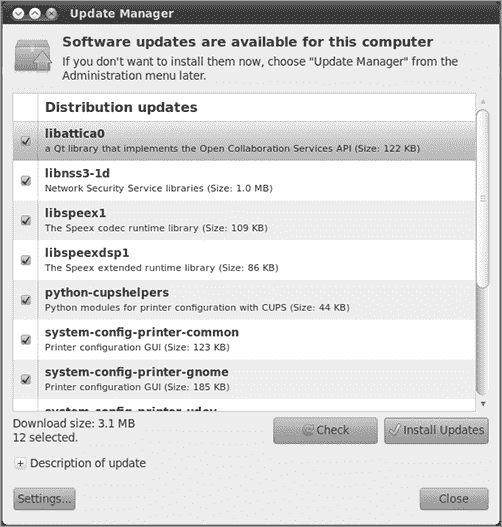 Update Manager
Software updates are available for this computer
If you don't want to install them now, choose "Update Manager" from the
Administration menu later.
Distribution updates
libattica0
a Qt library that implements the Open Collaboration Services API (Size: 122 KB)
libnss3-1d
Network Security Service libraries (Size: 1.0 MB)
libspeex1
The Speex codec runtime library (Size: 109 KB)
libspeexdsp1
The Speex extended runtime library (Size: 86 KB)
python-cupshelpers
Python modules for printer configuration with CUPS (Size: 44 KB)
system-config-printer-common
Printer configuration GUI (Size: 123 KB)
system-config-printer-gnome
Printer configuration GUI (Size: 185 KB)
system-config-printer-udev
Download size: 3.1 MB
12 selected.
Check
Install Updates
Description of update
Settings...
Close